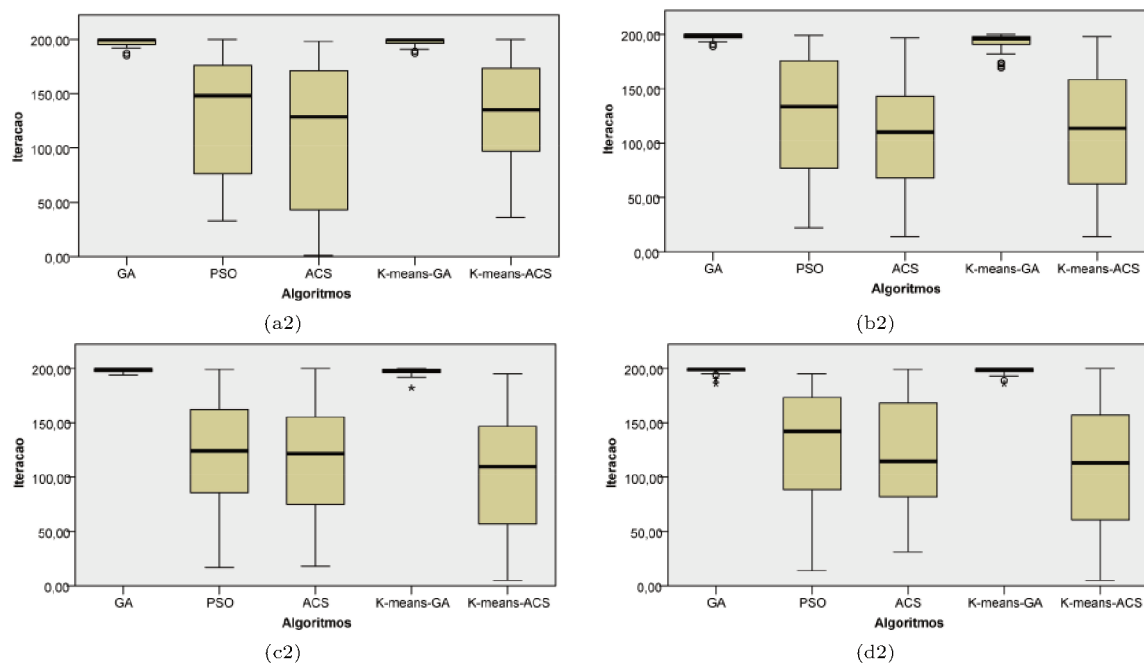 200,00
150,00
100,00
50,00
0,00
Iteracao
GA PSO ACS K-means-GA K-means-ACS
Algoritmos
(a2)
200,00
150,00
100,00
50,00
0,00
Iteracao
GA PSO ACS K-means-GA K-means-ACS
Algoritmos
(b2)
200,00
150,00
100,00
50,00
0,00
Iteracao
GA PSO ACS K-means-GA K-means-ACS
Algoritmos
(c2)
200,00
150,00
100,00
50,00
0,00
Iteracao
GA PSO ACS K-means-GA K-means-ACS
Algoritmos
(d2)